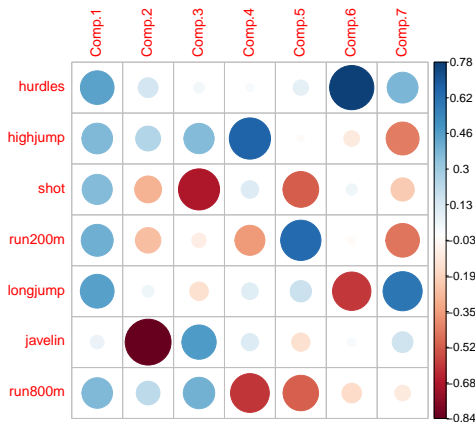 Comp.1 Comp.2 Comp.3 Comp.4 Comp.5 Comp.6 Comp.7
hurdles
highjump
shot
run200m
longjump
javelin
run800m
0.78
0.62
0.46
0.3
0.13
-0.03
-0.19
-0.35
-0.52
-0.68
-0.84